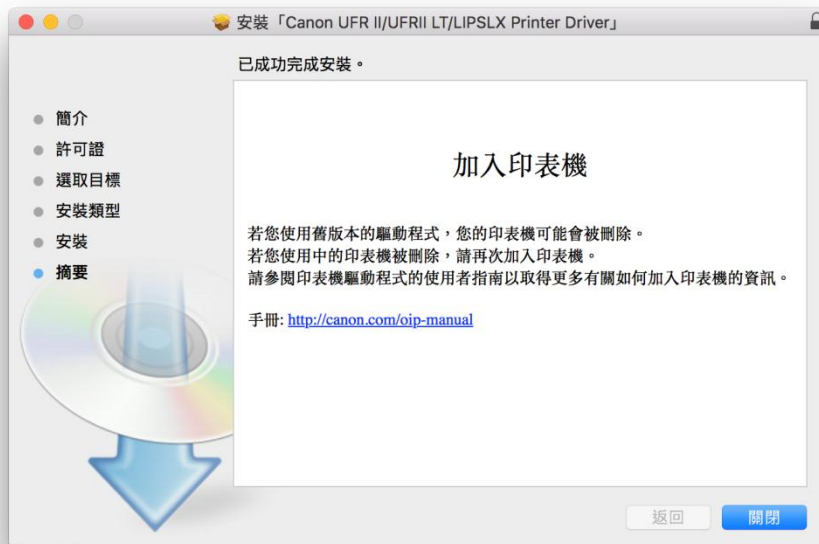 安裝「Canon UFR II/UFRII LT/LIPSLX Printer Driver」
已成功完成安裝。
簡介
許可證
選取目標
安裝類型
安裝
摘要
加入印表機
若您使用舊版本的驅動程式，您的印表機可能會被刪除。
若您使用中的印表機被刪除，請再次加入印表機。
請參閱印表機驅動程式的使用者指南以取得更多有關如何加入印表機的資訊。
手冊: http://canon.com/oip-manual
返回
關閉